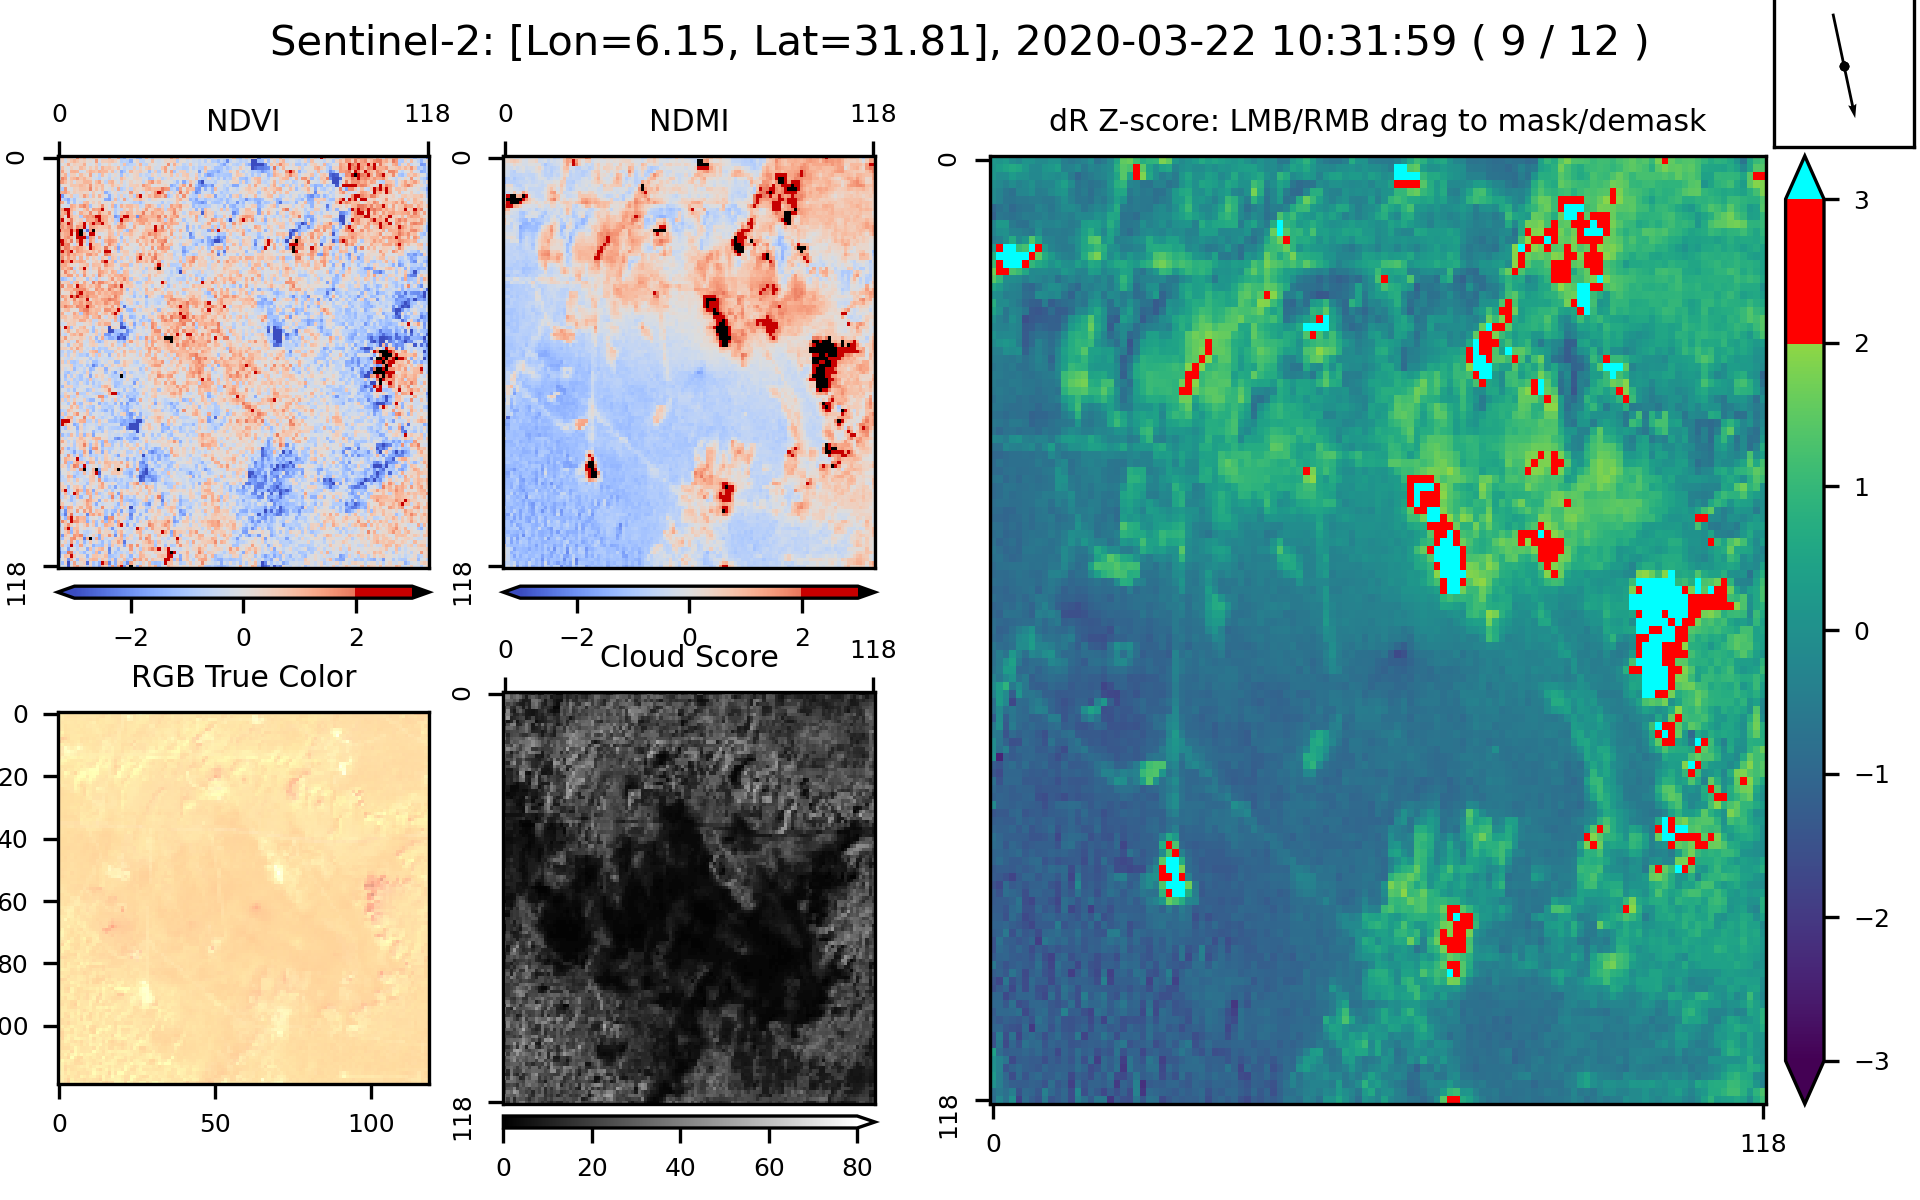 Sentinel-2: [Lon=6.15, Lat=31.81], 2020-03-22 10:31:59 ( 9 / 12 )
0 118
NDVI
0
118
−2 0 2
0 118
NDMI
0
118
−2 0 2
dR Z-score: LMB/RMB drag to mask/demask
0
118
0 118
3
2
1
0
−1
−2
−3
RGB True Color
0
20
40
60
80
00
0 50 100
0 118
Cloud Score
0
118
0 20 40 60 80